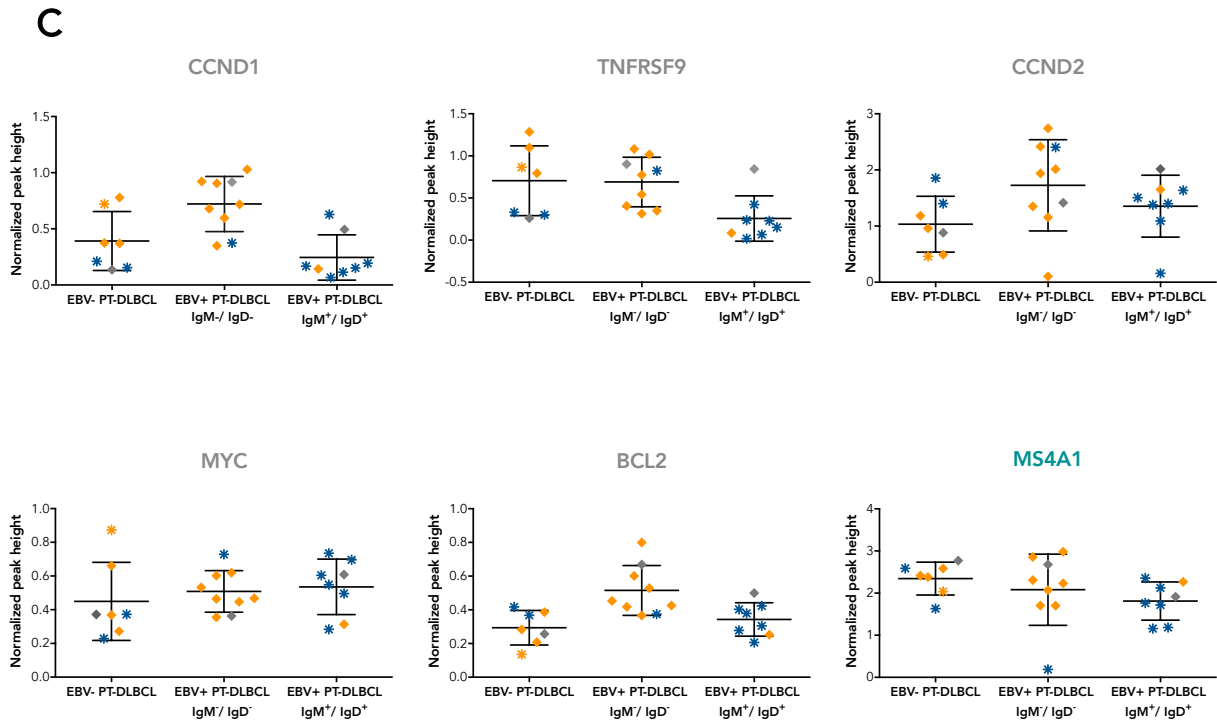 C
CCND1
Normalized peak height
1.5
1.0
0.5
0.0
EBV- PT-DLBCL
EBV+ PT-DLBCL
IgM-/ IgD-
EBV+ PT-DLBCL
IgM⁺/ IgD⁺
TNFRSF9
Normalized peak height
1.5
1.0
0.5
0.0
-0.5
EBV- PT-DLBCL
EBV+ PT-DLBCL
IgM⁻/ IgD⁻
EBV+ PT-DLBCL
IgM⁺/ IgD⁺
CCND2
Normalized peak height
3
2
1
0
EBV- PT-DLBCL
EBV+ PT-DLBCL
IgM⁻/ IgD⁻
EBV+ PT-DLBCL
IgM⁺/ IgD⁺
MYC
Normalized peak height
1.0
0.8
0.6
0.4
0.2
0.0
EBV- PT-DLBCL
EBV+ PT-DLBCL
IgM⁻/ IgD⁻
EBV+ PT-DLBCL
IgM⁺/ IgD⁺
BCL2
Normalized peak height
1.0
0.8
0.6
0.4
0.2
0.0
EBV- PT-DLBCL
EBV+ PT-DLBCL
IgM⁻/ IgD⁻
EBV+ PT-DLBCL
IgM⁺/ IgD⁺
MS4A1
Normalized peak height
4
3
2
1
0
EBV- PT-DLBCL
EBV+ PT-DLBCL
IgM⁻/ IgD⁻
EBV+ PT-DLBCL
IgM⁺/ IgD⁺